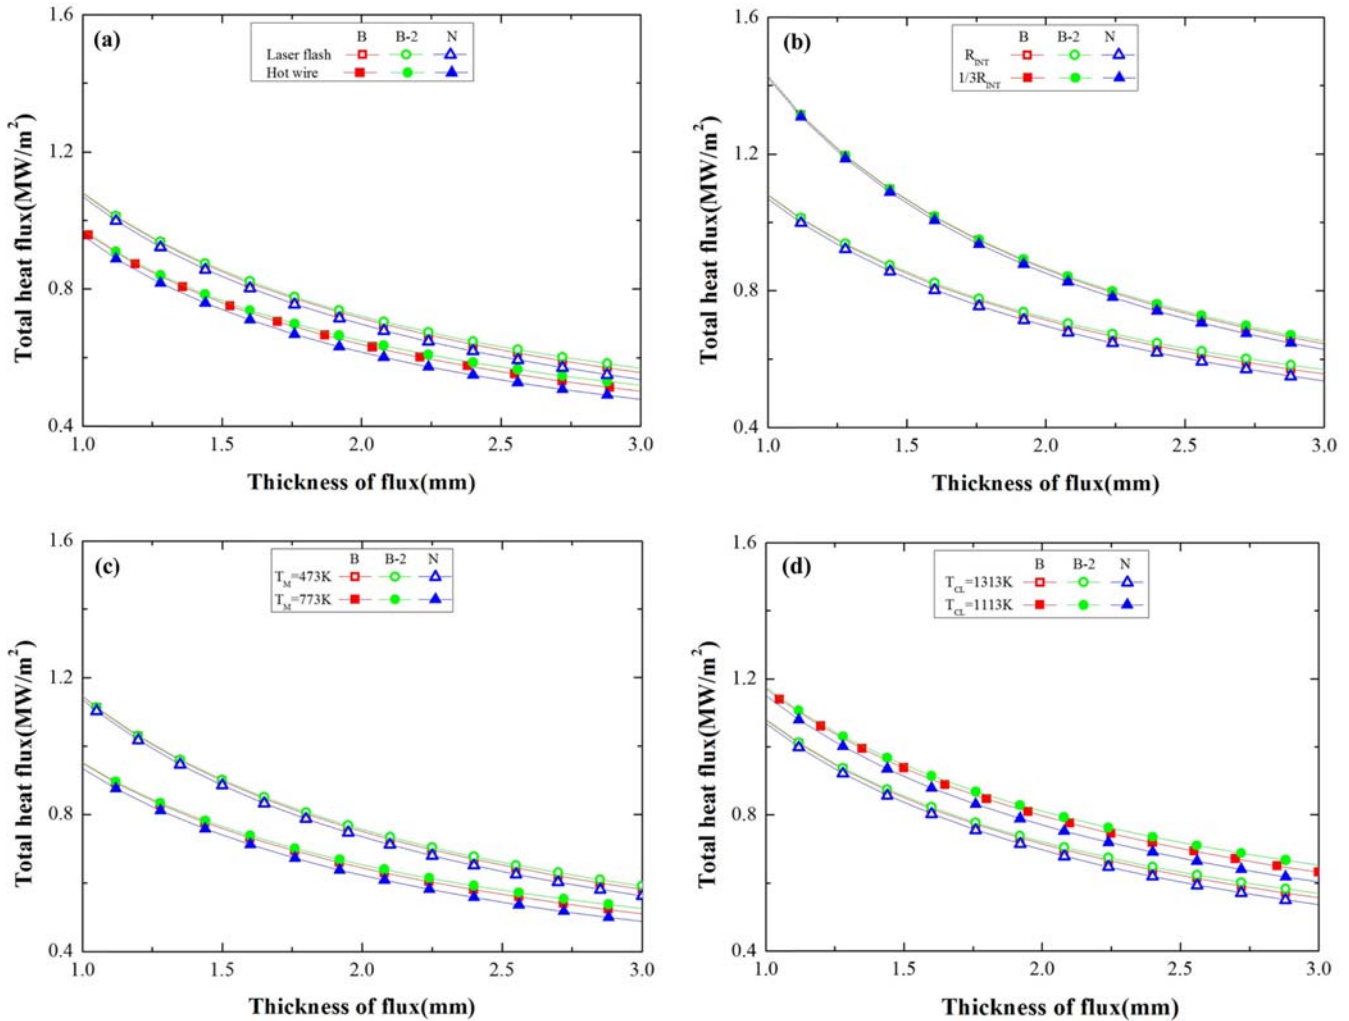 (a)
B B-2 N
Laser flash
Hot wire
1.6
1.2
0.8
0.4
Total heat flux(MW/m²)
1.0 1.5 2.0 2.5 3.0
Thickness of flux(mm)
(b)
B B-2 N
R_INT
1/3R_INT
1.6
1.2
0.8
0.4
Total heat flux(MW/m²)
1.0 1.5 2.0 2.5 3.0
Thickness of flux(mm)
(c)
B B-2 N
T_M=473K
T_M=773K
1.6
1.2
0.8
0.4
Total heat flux(MW/m²)
1.0 1.5 2.0 2.5 3.0
Thickness of flux(mm)
(d)
B B-2 N
T_CL=1313K
T_CL=1113K
1.6
1.2
0.8
0.4
Total heat flux(MW/m²)
1.0 1.5 2.0 2.5 3.0
Thickness of flux(mm)